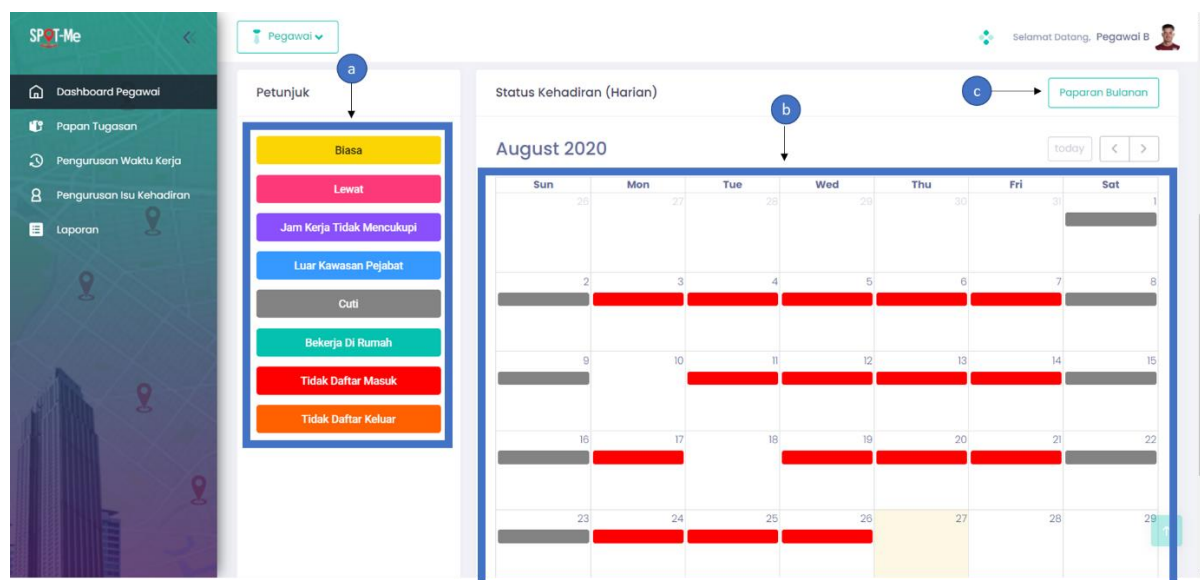 SPOT-Me
Pegawai
Selamat Datang, Pegawai B
Dashboard Pegawai
Papan Tugasan
Pengurusan Waktu Kerja
Pengurusan Isu Kehadiran
Laporan
a
Petunjuk
Biasa
Lewat
Jam Kerja Tidak Mencukupi
Luar Kawasan Pejabat
Cuti
Bekerja Di Rumah
Tidak Daftar Masuk
Tidak Daftar Keluar
Status Kehadiran (Harian)
b
c
Paparan Bulanan
August 2020
today < >
Sun Mon Tue Wed Thu Fri Sat
26 27 28 29 30 31 1
2 3 4 5 6 7 8
9 10 11 12 13 14 15
16 17 18 19 20 21 22
23 24 25 26 27 28 29